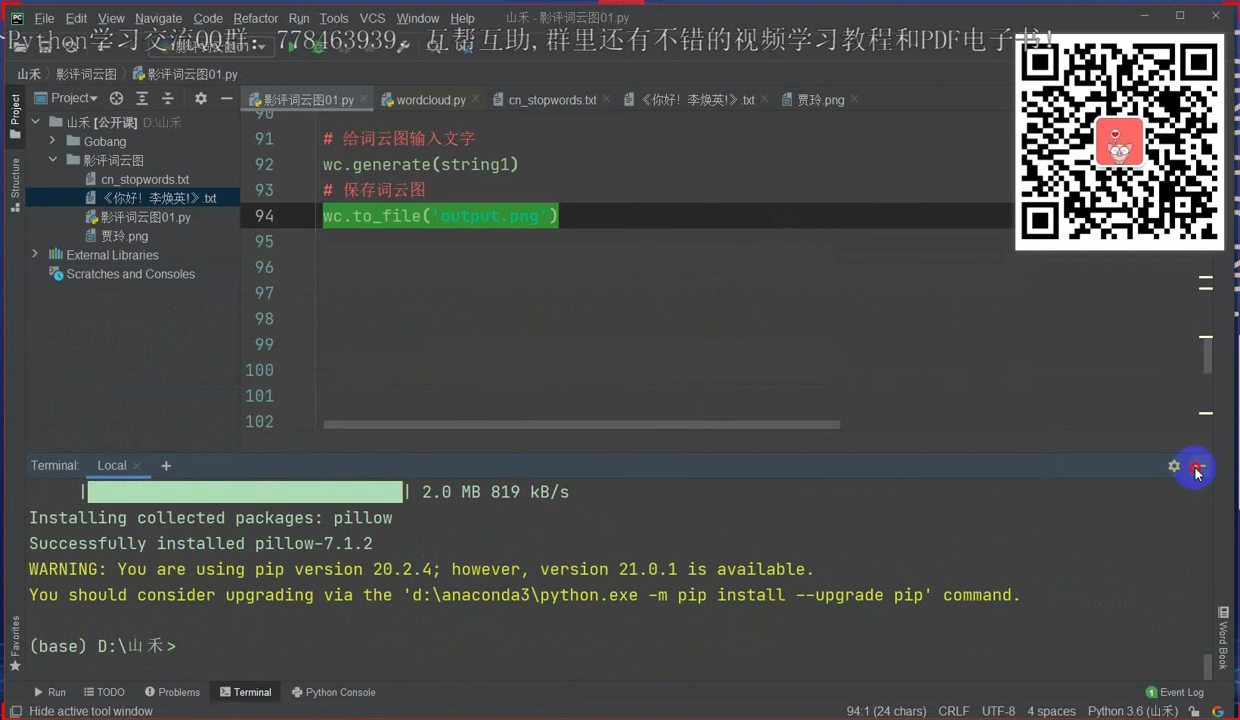 File Edit View Navigate Code Refactor Run Tools VCS Window Help 山禾 - 影评词云图01.py
Python学习交流QQ群：778463939，互帮互助,群里还有不错的视频学习教程和PDF电子书!
山禾 影评词云图 影评词云图01.py
Project
影评词云图01.py wordcloud.py cn_stopwords.txt 《你好！李焕英!》.txt 贾玲.png
山禾 [公开课] D:\山禾
Gobang
影评词云图
cn_stopwords.txt
《你好！李焕英!》.txt
影评词云图01.py
贾玲.png
External Libraries
Scratches and Consoles
Project
Structure
Favorites
90
91 # 给词云图输入文字
92 wc.generate(string1)
93 # 保存词云图
94 wc.to_file('output.png')
95
96
97
98
99
100
101
102
Terminal: Local +
| | 2.0 MB 819 kB/s
Installing collected packages: pillow
Successfully installed pillow-7.1.2
WARNING: You are using pip version 20.2.4; however, version 21.0.1 is available.
You should consider upgrading via the 'd:\anaconda3\python.exe -m pip install --upgrade pip' command.
(base) D:\山禾>
Word Book
Run TODO Problems Terminal Python Console 1 Event Log
Hide active tool window 94:1 (24 chars) CRLF UTF-8 4 spaces Python 3.6 (山禾)